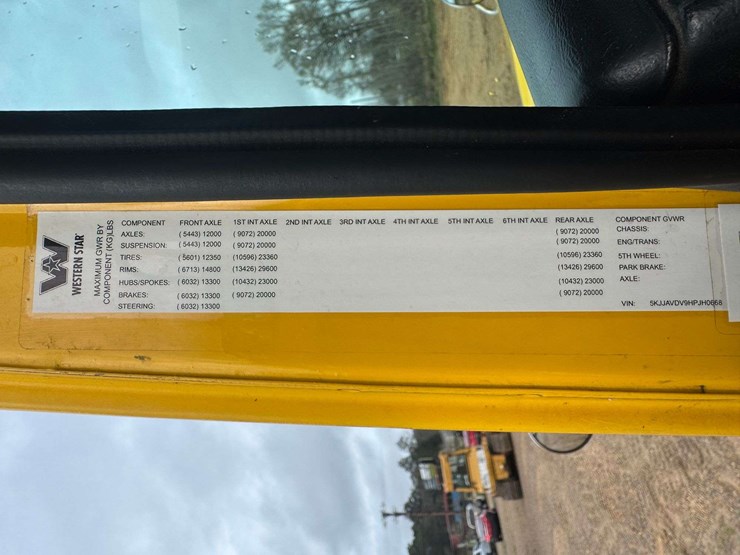 WESTERN STAR
MAXIMUM GWR BY
COMPONENT (KG)LBS
COMPONENT FRONT AXLE 1ST INT AXLE 2ND INT AXLE 3RD INT AXLE 4TH INT AXLE 5TH INT AXLE 6TH INT AXLE REAR AXLE COMPONENT GVWR
AXLES: ( 5443) 12000 ( 9072) 20000 ( 9072) 20000 CHASSIS:
SUSPENSION: ( 5443) 12000 ( 9072) 20000 ( 9072) 20000 ENG/TRANS:
TIRES: ( 5601) 12350 (10596) 23360 (10596) 23360 5TH WHEEL:
RIMS: ( 6713) 14800 (13426) 29600 (13426) 29600 PARK BRAKE:
HUBS/SPOKES: ( 6032) 13300 (10432) 23000 (10432) 23000 AXLE:
BRAKES: ( 6032) 13300 ( 9072) 20000 ( 9072) 20000
STEERING: ( 6032) 13300 VIN: 5KJJAVDV9HPJH0668